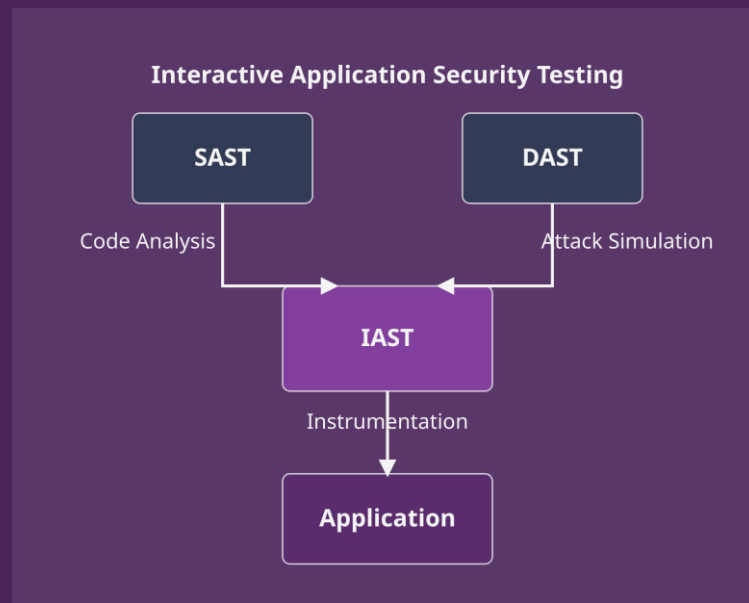 Interactive Application Security Testing
SAST
DAST
Code Analysis
Attack Simulation
IAST
Instrumentation
Application